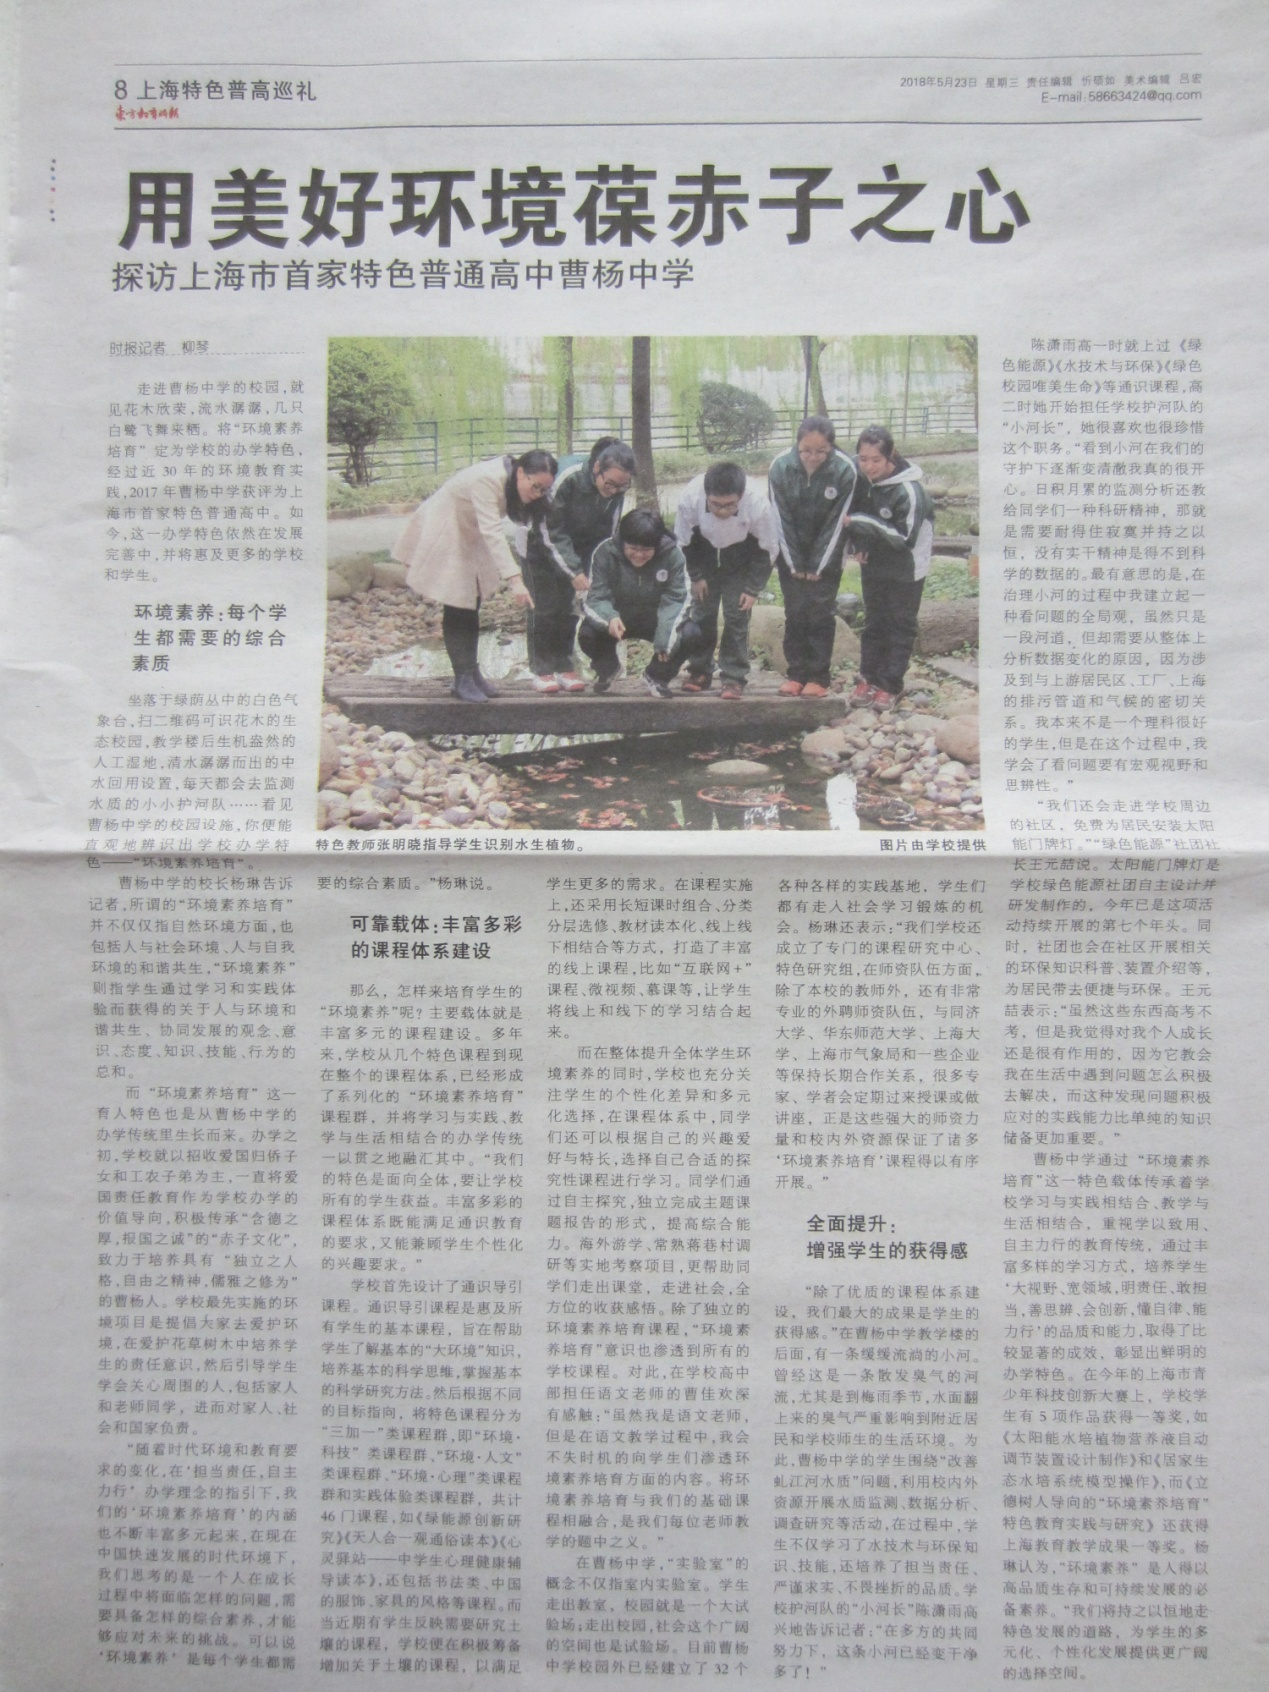 8 上海特色普高巡礼
东方教育时报
2018年5月23日 星期三 责任编辑 忻硕如 美术编辑 吕宏
E-mail:58663424@qq.com
用美好环境葆赤子之心
探访上海市首家特色普通高中曹杨中学
时报记者 柳琴
走进曹杨中学的校园,就
见花木欣荣,流水潺潺,几只
白鹭飞舞来栖。将“环境素养
培育”定为学校的办学特色,
经过近 30 年的环境教育实
践,2017 年曹杨中学获评为上
海市首家特色普通高中。如
今,这一办学特色依然在发展
完善中,并将惠及更多的学校
和学生。
环境素养:每个学
生都需要的综合
素质
坐落于绿荫丛中的白色气
象台,扫二维码可识花木的生
态校园,教学楼后生机盎然的
人工湿地,清水潺潺而出的中
水回用设置,每天都会去监测
水质的小小护河队……看见
曹杨中学的校园设施,你便能
直观地辨识出学校办学特
色——“环境素养培育”。
曹杨中学的校长杨琳告诉
记者,所谓的“环境素养培育”
并不仅仅指自然环境方面,也
包括人与社会环境、人与自我
环境的和谐共生,“环境素养”
则指学生通过学习和实践体
验而获得的关于人与环境和
谐共生、协同发展的观念、意
识、态度、知识、技能、行为的
总和。
而“环境素养培育”这一
育人特色也是从曹杨中学的
办学传统里生长而来。办学之
初,学校就以招收爱国归侨子
女和工农子弟为主,一直将爱
国责任教育作为学校办学的
价值导向,积极传承“含德之
厚,报国之诚”的“赤子文化”,
致力于培养具有“独立之人
格,自由之精神,儒雅之修为”
的曹杨人。学校最先实施的环
境项目是提倡大家去爱护环
境,在爱护花草树木中培养学
生的责任意识,然后引导学生
学会关心周围的人,包括家人
和老师同学,进而对家人、社
会和国家负责。
“随着时代环境和教育要
求的变化,在‘担当责任,自主
力行’办学理念的指引下,我
们的‘环境素养培育’的内涵
也不断丰富多元起来,在现在
中国快速发展的时代环境下,
我们思考的是一个人在成长
过程中将面临怎样的问题,需
要具备怎样的综合素养,才能
够应对未来的挑战。可以说
‘环境素养’是每个学生都需
特色教师张明晓指导学生识别水生植物。
图片由学校提供
要的综合素质。”杨琳说。
可靠载体:丰富多彩
的课程体系建设
那么,怎样来培育学生的
“环境素养”呢?主要载体就是
丰富多元的课程建设。多年
来,学校从几个特色课程到现
在整个的课程体系,已经形成
了系列化的“环境素养培育”
课程群,并将学习与实践、教
学与生活相结合的办学传统
一以贯之地融汇其中。“我们
的特色是面向全体,要让学校
所有的学生获益。丰富多彩的
课程体系既能满足通识教育
的要求,又能兼顾学生个性化
的兴趣要求。”
学校首先设计了通识导引
课程。通识导引课程是惠及所
有学生的基本课程,旨在帮助
学生了解基本的“大环境”知识,
培养基本的科学思维,掌握基本
的科学研究方法。然后根据不同
的目标指向,将特色课程分为
“三加一”类课程群,即“环境·
科技”类课程群、“环境·人文”
类课程群、“环境·心理”类课程
群和实践体验类课程群,共计
46 门课程,如《绿能源创新研
究》《天人合一观通俗读本》《心
灵驿站——中学生心理健康辅
导读本》,还包括书法类、中国
的服饰、家具的风格等课程。而
当近期有学生反映需要研究土
壤的课程,学校便在积极筹备
增加关于土壤的课程,以满足
学生更多的需求。在课程实施
上,还采用长短课时组合、分类
分层选修、教材读本化、线上线
下相结合等方式,打造了丰富
的线上课程,比如“互联网+”
课程、微视频、慕课等,让学生
将线上和线下的学习结合起
来。
而在整体提升全体学生环
境素养的同时,学校也充分关
注学生的个性化差异和多元
化选择,在课程体系中,同学
们还可以根据自己的兴趣爱
好与特长,选择自己合适的探
究性课程进行学习。同学们通
过自主探究,独立完成主题课
题报告的形式,提高综合能
力。海外游学、常熟蒋巷村调
研等实地考察项目,更帮助同
学们走出课堂,走进社会,全
方位的收获感悟。除了独立的
环境素养培育课程,“环境素
养培育”意识也渗透到所有的
学校课程。对此,在学校高中
部担任语文老师的曹佳欢深
有感触:“虽然我是语文老师,
但是在语文教学过程中,我会
不失时机的向学生们渗透环
境素养培育方面的内容。将环
境素养培育与我们的基础课
程相融合,是我们每位老师教
学的题中之义。”
在曹杨中学,“实验室”的
概念不仅指室内实验室。学生
走出教室,校园就是一个大试
验场;走出校园,社会这个广阔
的空间也是试验场。目前曹杨
中学校园外已经建立了 32 个
各种各样的实践基地,学生们
都有走人社会学习锻炼的机
会。杨琳还表示:“我们学校还
成立了专门的课程研究中心、
特色研究组,在师资队伍方面,
除了本校的教师外,还有非常
专业的外聘师资队伍,与同济
大学、华东师范大学、上海大
学、上海市气象局和一些企业
等保持长期合作关系,很多专
家、学者会定期过来授课或做
讲座,正是这些强大的师资力
量和校内外资源保证了诸多
‘环境素养培育’课程得以有序
开展。”
全面提升:
增强学生的获得感
“除了优质的课程体系建
设,我们最大的成果是学生的
获得感。”在曹杨中学教学楼的
后面,有一条缓缓流淌的小河。
曾经这是一条散发臭气的河
流,尤其是到梅雨季节,水面翻
上来的臭气严重影响到附近居
民和学校师生的生活环境。为
此,曹杨中学的学生围绕“改善
虬江河水质”问题,利用校内外
资源开展水质监测、数据分析、
调查研究等活动,在过程中,学
生不仅学习了水技术与环保知
识、技能,还培养了担当责任、
严谨求实、不畏挫折的品质。学
校护河队的“小河长”陈潇雨高
兴地告诉记者:“在多方的共同
努力下,这条小河已经变干净
多了!”
陈潇雨高一时就上过《绿
色能源》《水技术与环保》《绿色
校园唯美生命》等通识课程,高
二时她开始担任学校护河队的
“小河长”,她很喜欢也很珍惜
这个职务。“看到小河在我们的
守护下逐渐变清澈我真的很开
心。日积月累的监测分析还教
给同学们一种科研精神,那就
是需要耐得住寂寞并持之以
恒,没有实干精神是得不到科
学的数据的。最有意思的是,在
治理小河的过程中我建立起一
种看问题的全局观,虽然只是
一段河道,但却需要从整体上
分析数据变化的原因,因为涉
及到与上游居民区、工厂、上海
的排污管道和气候的密切关
系。我本来不是一个理科很好
的学生,但是在这个过程中,我
学会了看问题要有宏观视野和
思辨性。”
“我们还会走进学校周边
的社区,免费为居民安装太阳
能门牌灯。”“绿色能源”社团社
长王元喆说。太阳能门牌灯是
学校绿色能源社团自主设计并
研发制作的,今年已是这项活
动持续开展的第七个年头。同
时,社团也会在社区开展相关
的环保知识科普、装置介绍等,
为居民带去便捷与环保。王元
喆表示:“虽然这些东西高考不
考,但是我觉得对我个人成长
还是很有作用的,因为它教会
我在生活中遇到问题怎么积极
去解决,而这种发现问题积极
应对的实践能力比单纯的知识
储备更加重要。”
曹杨中学通过“环境素养
培育”这一特色载体传承着学
校学习与实践相结合、教学与
生活相结合,重视学以致用、
自主力行的教育传统,通过丰
富多样的学习方式,培养学生
‘大视野、宽领域,明责任、敢担
当,善思辨、会创新,懂自律、能
力行’的品质和能力,取得了比
较显著的成效,彰显出鲜明的
办学特色。在今年的上海市青
少年科技创新大赛上,学校学
生有 5 项作品获得一等奖,如
《太阳能水培植物营养液自动
调节装置设计制作》和《居家生
态水培系统模型操作》,而《立
德树人导向的“环境素养培育”
特色教育实践与研究》还获得
上海教育教学成果一等奖。杨
琳认为,“环境素养”是人得以
高品质生存和可持续发展的必
备素养。“我们将持之以恒地走
特色发展的道路,为学生的多
元化、个性化发展提供更广阔
的选择空间。